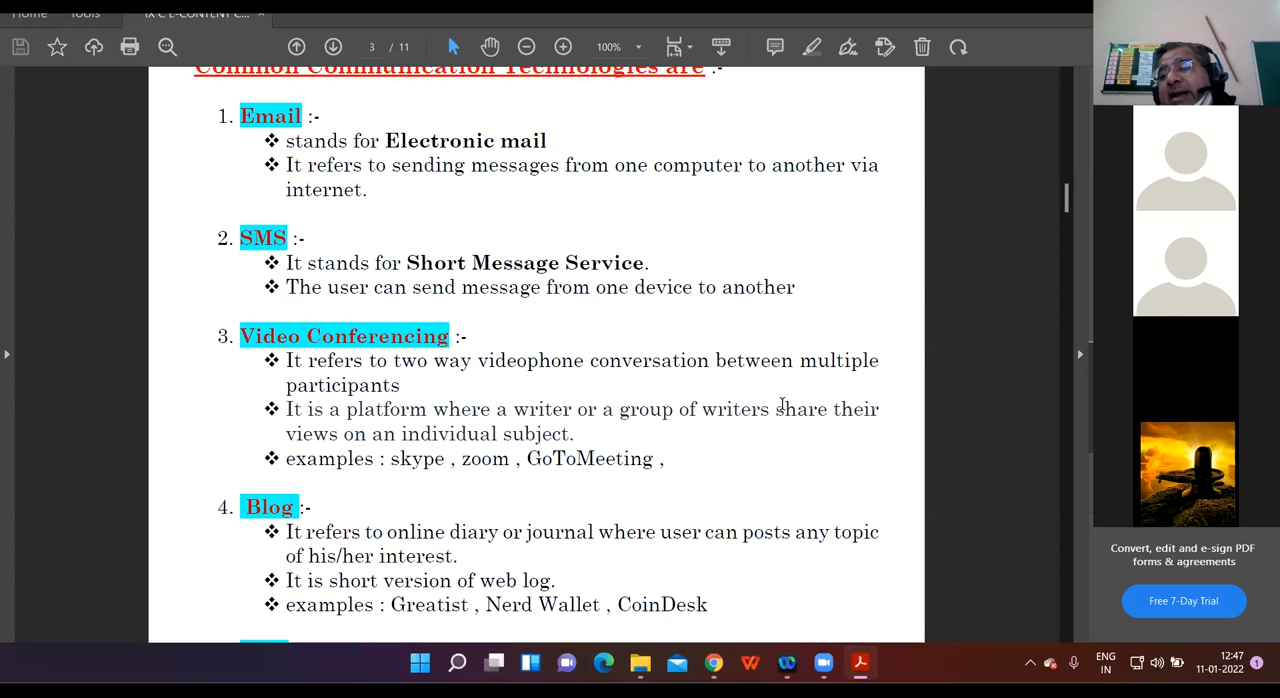 Home Tools IX C E-CONTENT C... ×
3 / 11 100%
Common Communication Technologies are :-
1. Email :-
❖ stands for Electronic mail
❖ It refers to sending messages from one computer to another via
internet.
2. SMS :-
❖ It stands for Short Message Service.
❖ The user can send message from one device to another
3. Video Conferencing :-
❖ It refers to two way videophone conversation between multiple
participants
❖ It is a platform where a writer or a group of writers share their
views on an individual subject.
❖ examples : skype , zoom , GoToMeeting ,
4. Blog :-
❖ It refers to online diary or journal where user can posts any topic
of his/her interest.
❖ It is short version of web log.
❖ examples : Greatist , Nerd Wallet , CoinDesk
Convert, edit and e-sign PDF
forms & agreements
Free 7-Day Trial
ENG
IN
12:47
11-01-2022
1